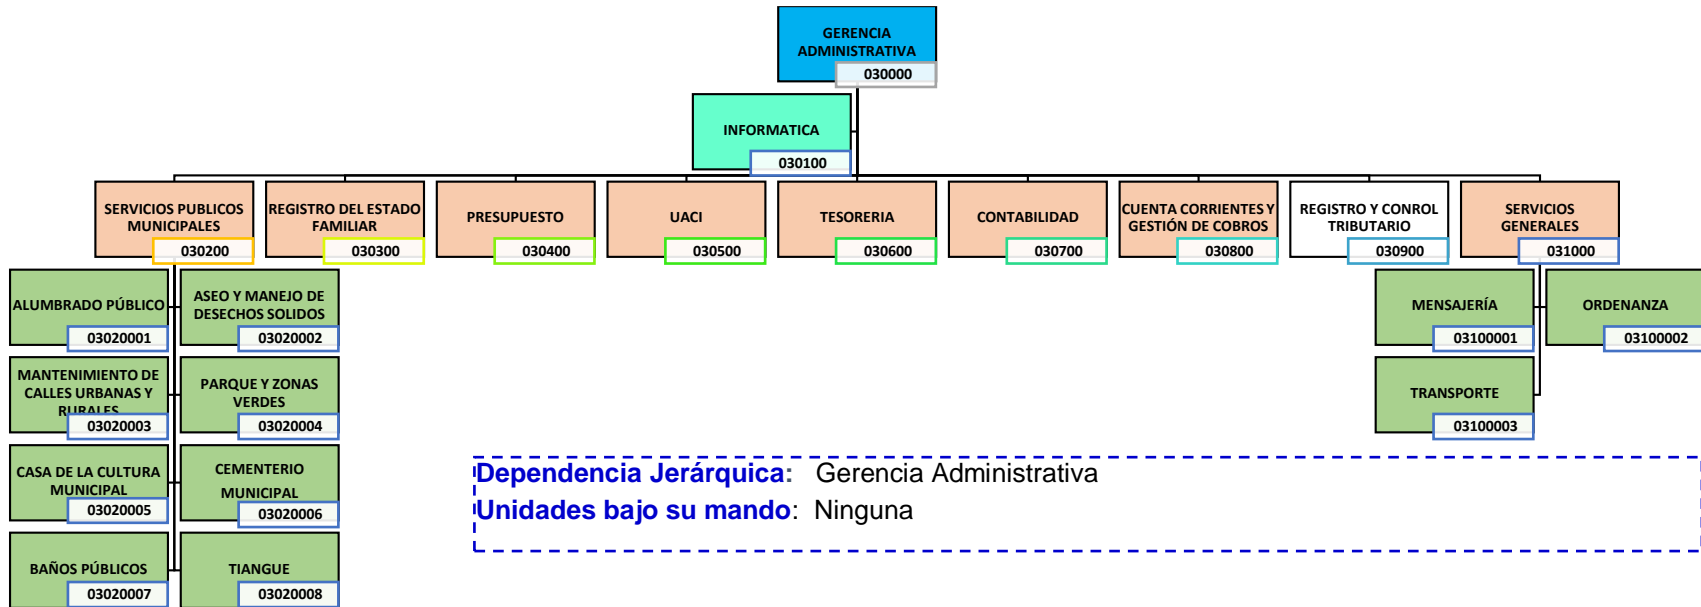 GERENCIA
ADMINISTRATIVA
030000
INFORMATICA
030100
SERVICIOS PUBLICOS
MUNICIPALES
030200
REGISTRO DEL ESTADO
FAMILIAR
030300
PRESUPUESTO
030400
UACI
030500
TESORERIA
030600
CONTABILIDAD
030700
CUENTA CORRIENTES Y
GESTIÓN DE COBROS
030800
REGISTRO Y CONROL
TRIBUTARIO
030900
SERVICIOS
GENERALES
031000
ALUMBRADO PÚBLICO
03020001
ASEO Y MANEJO DE
DESECHOS SOLIDOS
03020002
MANTENIMIENTO DE
CALLES URBANAS Y
RURALES
03020003
PARQUE Y ZONAS
VERDES
03020004
CASA DE LA CULTURA
MUNICIPAL
03020005
CEMENTERIO
MUNICIPAL
03020006
BAÑOS PÚBLICOS
03020007
TIANGUE
03020008
MENSAJERÍA
03100001
ORDENANZA
03100002
TRANSPORTE
03100003
Dependencia Jerárquica: Gerencia Administrativa
Unidades bajo su mando: Ninguna